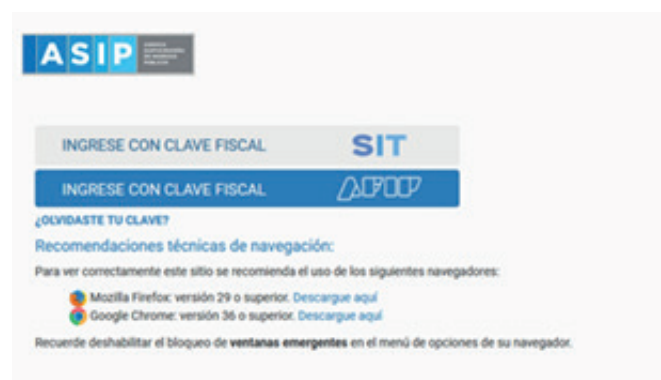 ASIP
INGRESE CON CLAVE FISCAL SIT
INGRESE CON CLAVE FISCAL AFIP
¿OLVIDASTE TU CLAVE?
Recomendaciones técnicas de navegación:
Para ver correctamente este sitio se recomienda el uso de los siguientes navegadores:
Mozilla Firefox: versión 29 o superior. Descargue aquí
Google Chrome: versión 36 o superior. Descargue aquí
Recuerde deshabilitar el bloqueo de ventanas emergentes en el menú de opciones de su navegador.